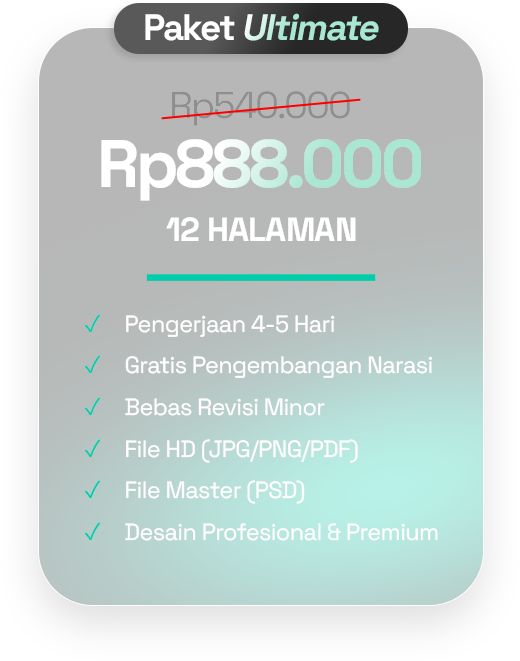 Paket Ultimate
Rp540.000
Rp888.000
12 HALAMAN
✓ Pengerjaan 4-5 Hari
✓ Gratis Pengembangan Narasi
✓ Bebas Revisi Minor
✓ File HD (JPG/PNG/PDF)
✓ File Master (PSD)
✓ Desain Profesional & Premium